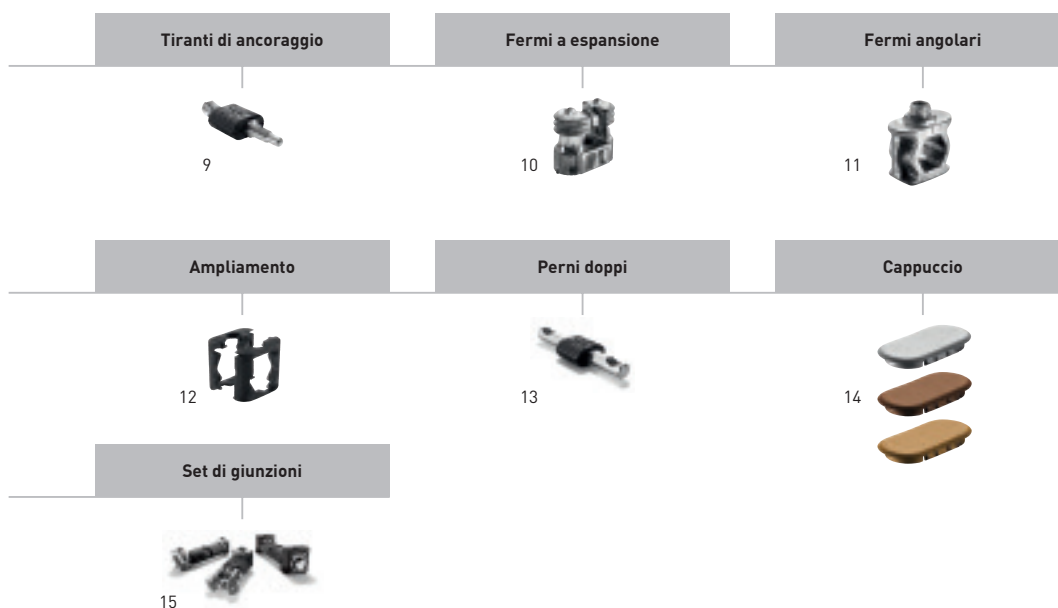 Tiranti di ancoraggio
Fermi a espansione
Fermi angolari
9
10
11
Ampliamento
Perni doppi
Cappuccio
12
13
14
Set di giunzioni
15